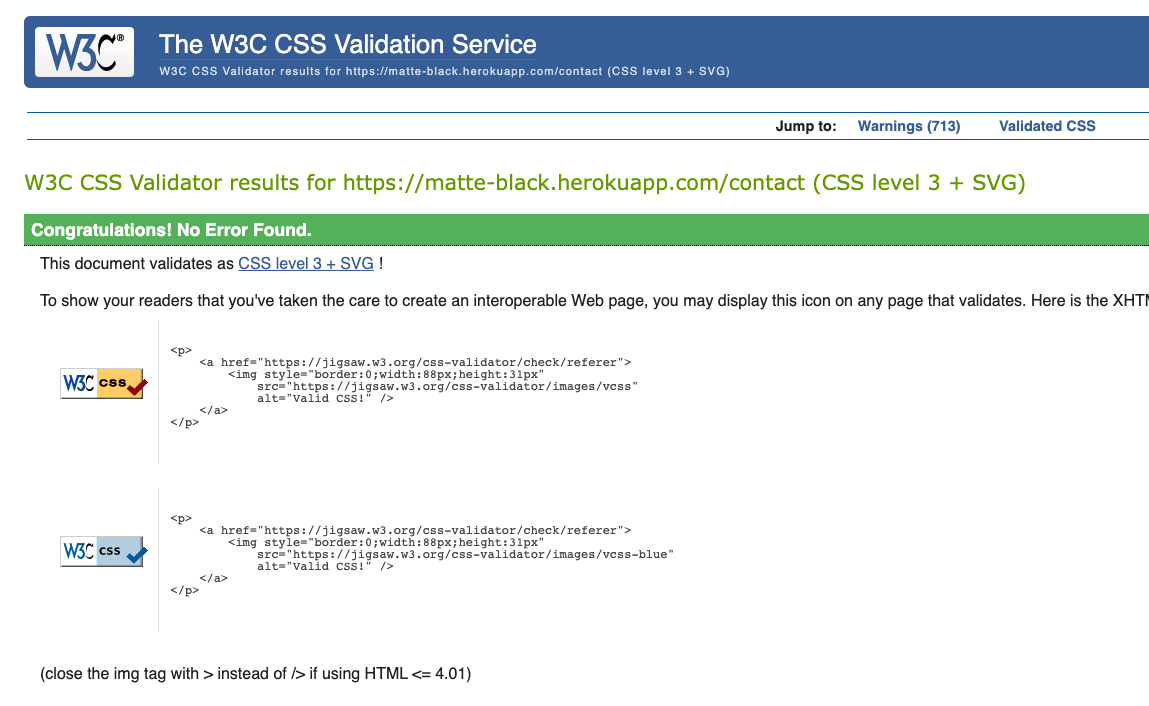 W3C®
The W3C CSS Validation Service
W3C CSS Validator results for https://matte-black.herokuapp.com/contact (CSS level 3 + SVG)
Jump to: Warnings (713) Validated CSS
W3C CSS Validator results for https://matte-black.herokuapp.com/contact (CSS level 3 + SVG)
Congratulations! No Error Found.
This document validates as CSS level 3 + SVG !
To show your readers that you've taken the care to create an interoperable Web page, you may display this icon on any page that validates. Here is the
W3C CSS
<p>
<a href="https://jigsaw.w3.org/css-validator/check/referer">
<img style="border:0;width:88px;height:31px"
src="https://jigsaw.w3.org/css-validator/images/vcss"
alt="Valid CSS!" />
</a>
</p>
W3C CSS
<p>
<a href="https://jigsaw.w3.org/css-validator/check/referer">
<img style="border:0;width:88px;height:31px"
src="https://jigsaw.w3.org/css-validator/images/vcss-blue"
alt="Valid CSS!" />
</a>
</p>
(close the img tag with > instead of /> if using HTML <= 4.01)